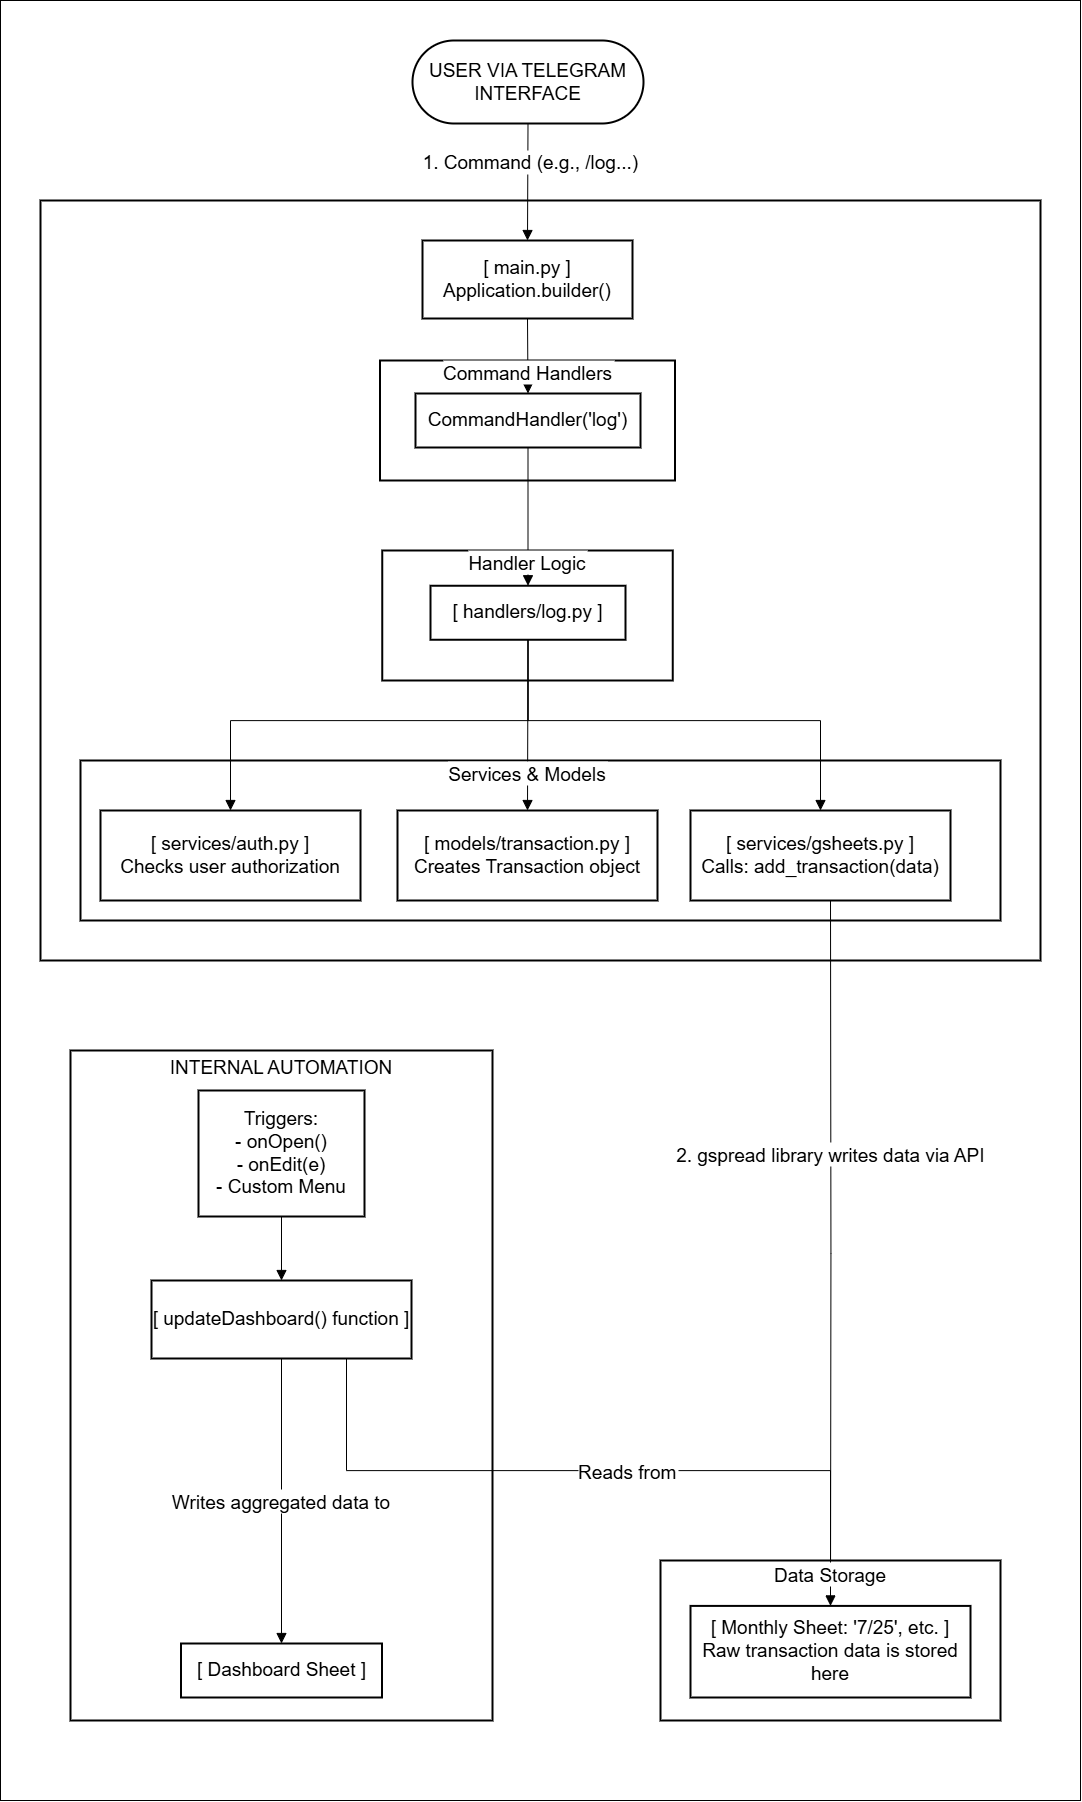 USER VIA TELEGRAM
INTERFACE
1. Command (e.g., /log...)
[ main.py ]
Application.builder()
Command Handlers
CommandHandler('log')
Handler Logic
[ handlers/log.py ]
Services & Models
[ services/auth.py ]
Checks user authorization
[ models/transaction.py ]
Creates Transaction object
[ services/gsheets.py ]
Calls: add_transaction(data)
INTERNAL AUTOMATION
Triggers:
- onOpen()
- onEdit(e)
- Custom Menu
2. gspread library writes data via API
[ updateDashboard() function ]
Reads from
Writes aggregated data to
[ Dashboard Sheet ]
Data Storage
[ Monthly Sheet: '7/25', etc. ]
Raw transaction data is stored
here